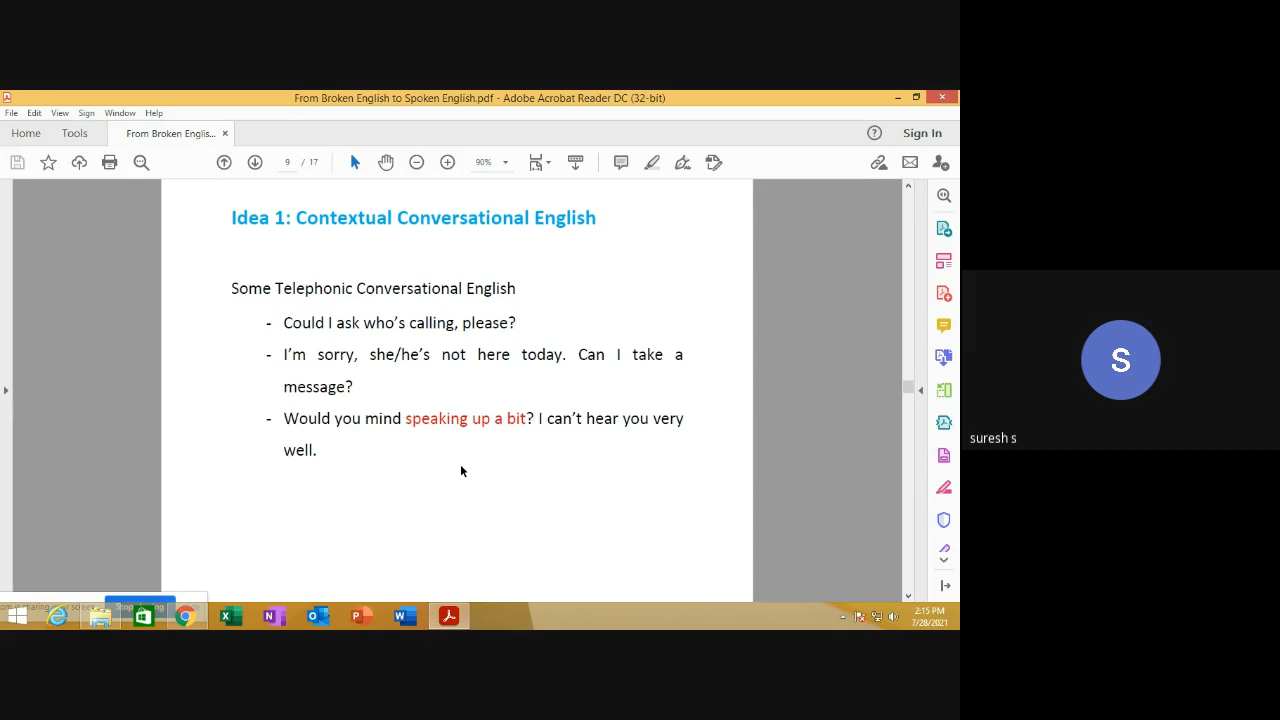 From Broken English to Spoken English.pdf - Adobe Acrobat Reader DC (32-bit)
File Edit View Sign Window Help
Home Tools From Broken Englis... × Sign In
9 / 17 90%
Idea 1: Contextual Conversational English
Some Telephonic Conversational English
- Could I ask who's calling, please?
- I'm sorry, she/he's not here today. Can I take a
message?
- Would you mind speaking up a bit? I can't hear you very
well.
S
suresh s
2:15 PM
7/28/2021